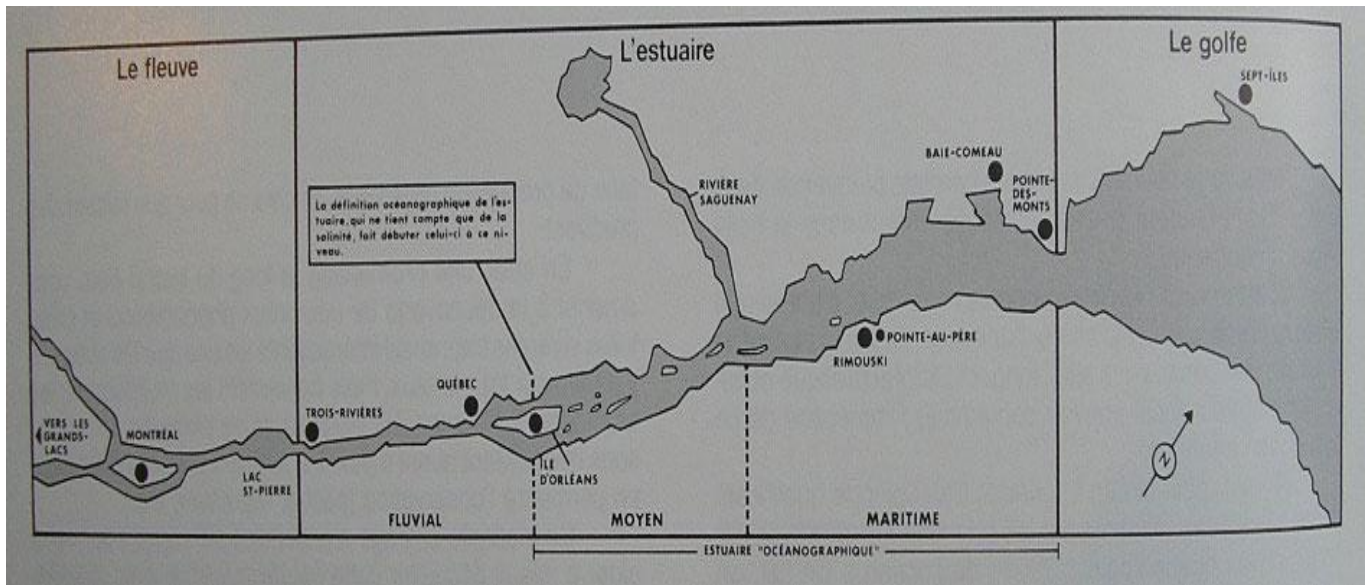 Le fleuve
L'estuaire
Le golfe
SEPT-ÎLES
BAIE-COMEAU
POINTE-
DES-
MONTS
RIVIÈRE
SAGUENAY
La définition océanographique de l'es-
tuaire, qui ne tient compte que de la
salinité, fait débuter celui-ci à ce ni-
veau.
POINTE-AU-PÈRE
RIMOUSKI
QUÉBEC
TROIS-RIVIÈRES
VERS LES
GRANDS-
LACS
MONTRÉAL
LAC
ST-PIERRE
ÎLE
D'ORLÉANS
N
FLUVIAL
MOYEN
MARITIME
ESTUAIRE "OCÉANOGRAPHIQUE"